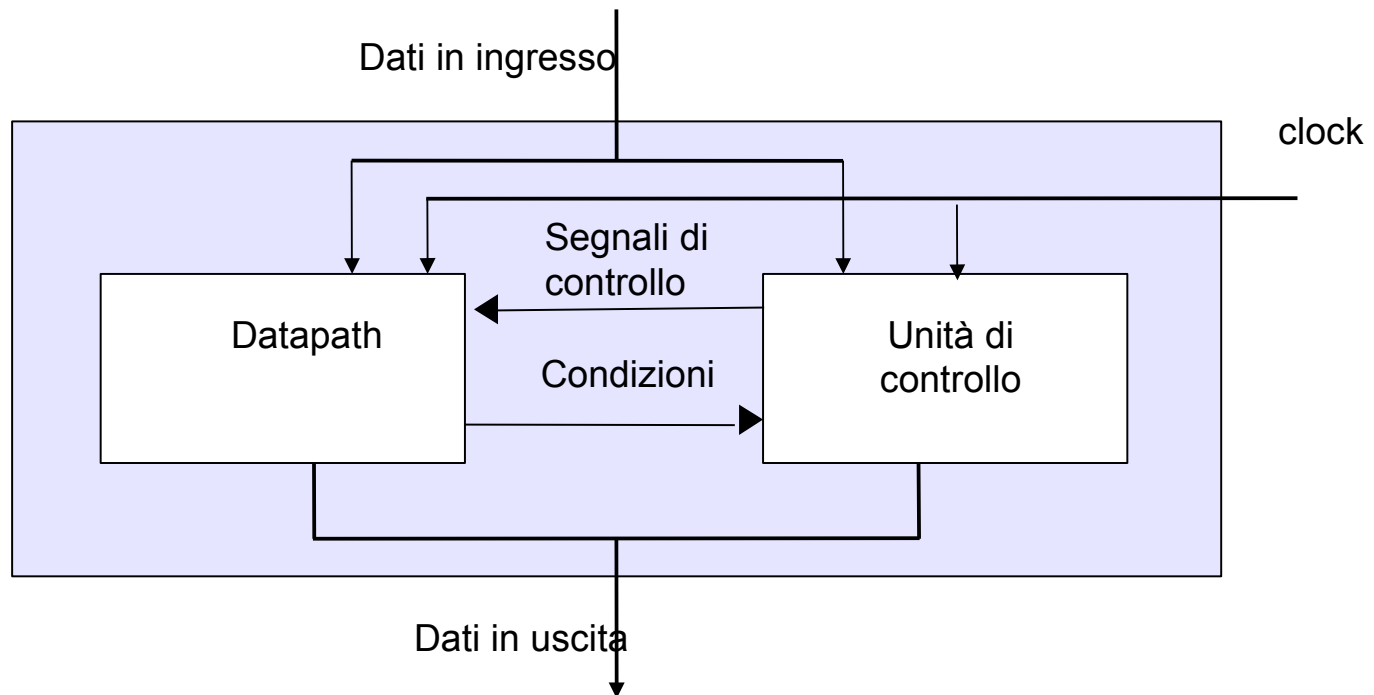 Dati in ingresso
clock
Segnali di
controllo
Datapath
Unità di
controllo
Condizioni
Dati in uscita